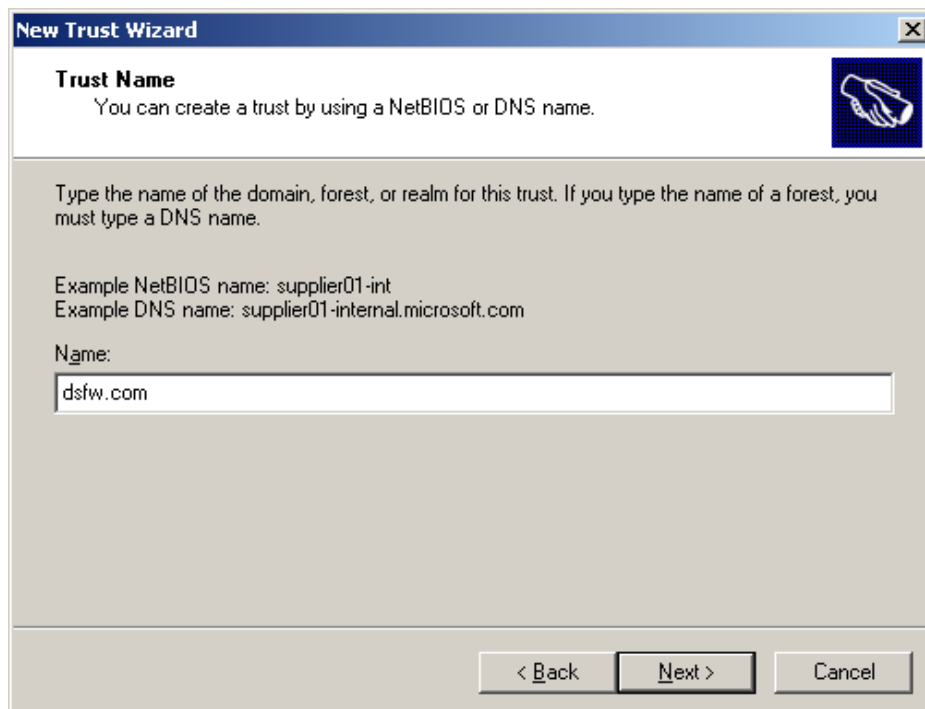 New Trust Wizard
Trust Name
You can create a trust by using a NetBIOS or DNS name.
Type the name of the domain, forest, or realm for this trust. If you type the name of a forest, you
must type a DNS name.
Example NetBIOS name: supplier01-int
Example DNS name: supplier01-internal.microsoft.com
Name:
dsfw.com
< Back
Next >
Cancel